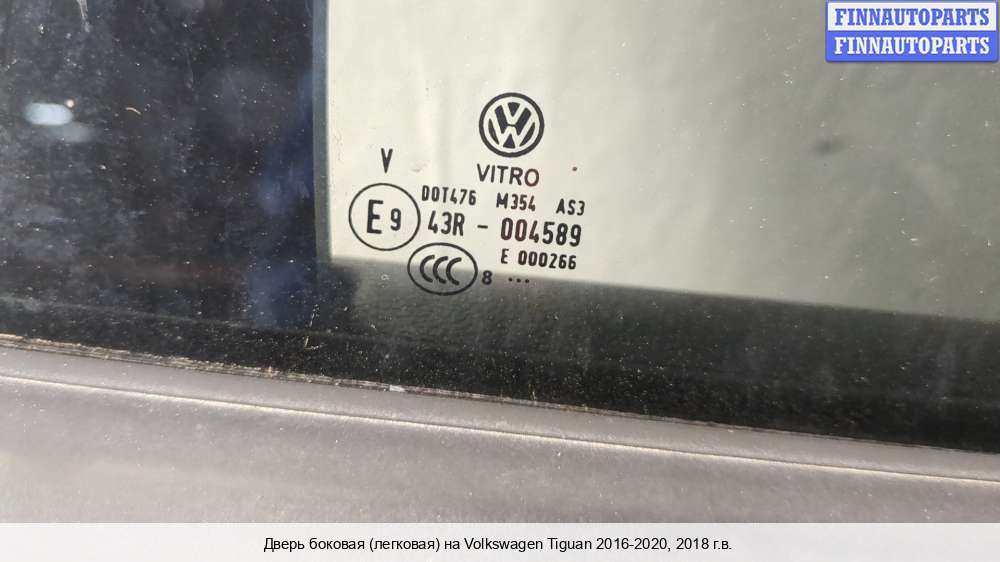 FINNAUTOPARTS
FINNAUTOPARTS
VITRO
V
DOT476 M354 AS3
E9 43R - 004589
E 000266
CCC 8 ...
Дверь боковая (легковая) на Volkswagen Tiguan 2016-2020, 2018 г.в.